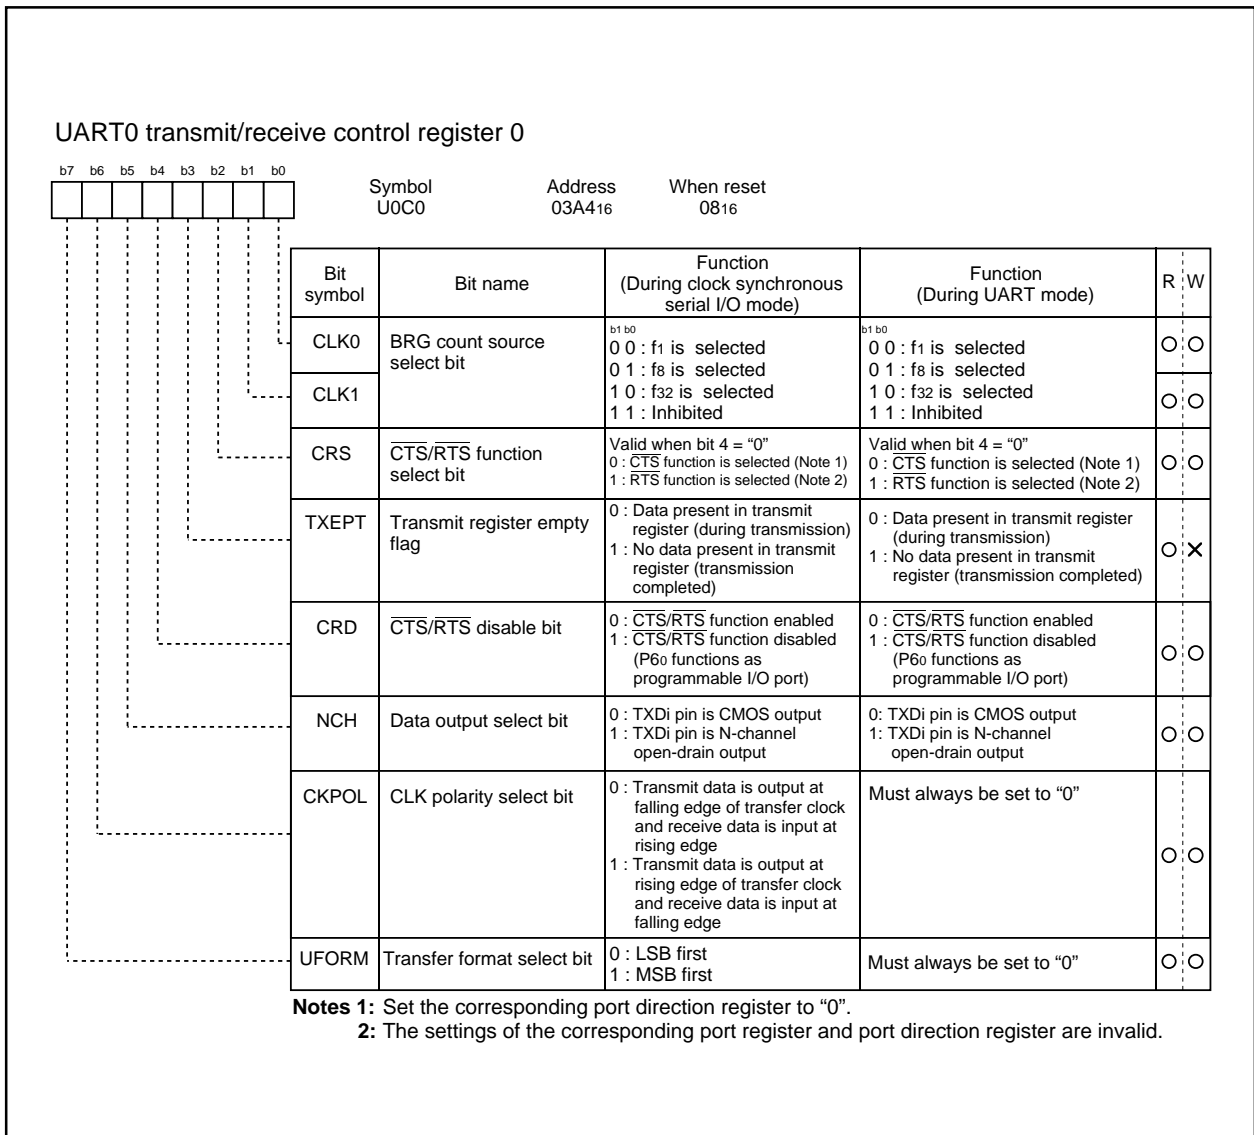 UART0 transmit/receive control register 0
b7 b6 b5 b4 b3 b2 b1 b0
Symbol Address When reset
U0C0 03A416 0816
Bit symbol
Bit name
Function
(During clock synchronous
serial I/O mode)
Function
(During UART mode)
R W
CLK0
CLK1
BRG count source
select bit
b1 b0
0 0 : f1 is selected
0 1 : f8 is selected
1 0 : f32 is selected
1 1 : Inhibited
b1 b0
0 0 : f1 is selected
0 1 : f8 is selected
1 0 : f32 is selected
1 1 : Inhibited
CRS
CTS/RTS function
select bit
Valid when bit 4 = “0”
0 : CTS function is selected (Note 1)
1 : RTS function is selected (Note 2)
Valid when bit 4 = “0”
0 : CTS function is selected (Note 1)
1 : RTS function is selected (Note 2)
TXEPT
Transmit register empty
flag
0 : Data present in transmit
register (during transmission)
1 : No data present in transmit
register (transmission
completed)
0 : Data present in transmit register
(during transmission)
1 : No data present in transmit
register (transmission completed)
CRD
CTS/RTS disable bit
0 : CTS/RTS function enabled
1 : CTS/RTS function disabled
(P60 functions as
programmable I/O port)
0 : CTS/RTS function enabled
1 : CTS/RTS function disabled
(P60 functions as
programmable I/O port)
NCH
Data output select bit
0 : TXDi pin is CMOS output
1 : TXDi pin is N-channel
open-drain output
0: TXDi pin is CMOS output
1: TXDi pin is N-channel
open-drain output
CKPOL
CLK polarity select bit
0 : Transmit data is output at
falling edge of transfer clock
and receive data is input at
rising edge
1 : Transmit data is output at
rising edge of transfer clock
and receive data is input at
falling edge
Must always be set to “0”
UFORM
Transfer format select bit
0 : LSB first
1 : MSB first
Must always be set to “0”
Notes 1: Set the corresponding port direction register to “0”.
2: The settings of the corresponding port register and port direction register are invalid.